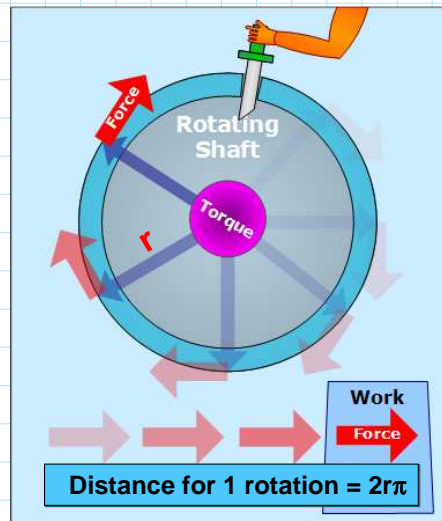 Force
Rotating
Shaft
Torque
r
Work
Force
Distance for 1 rotation = 2rπ